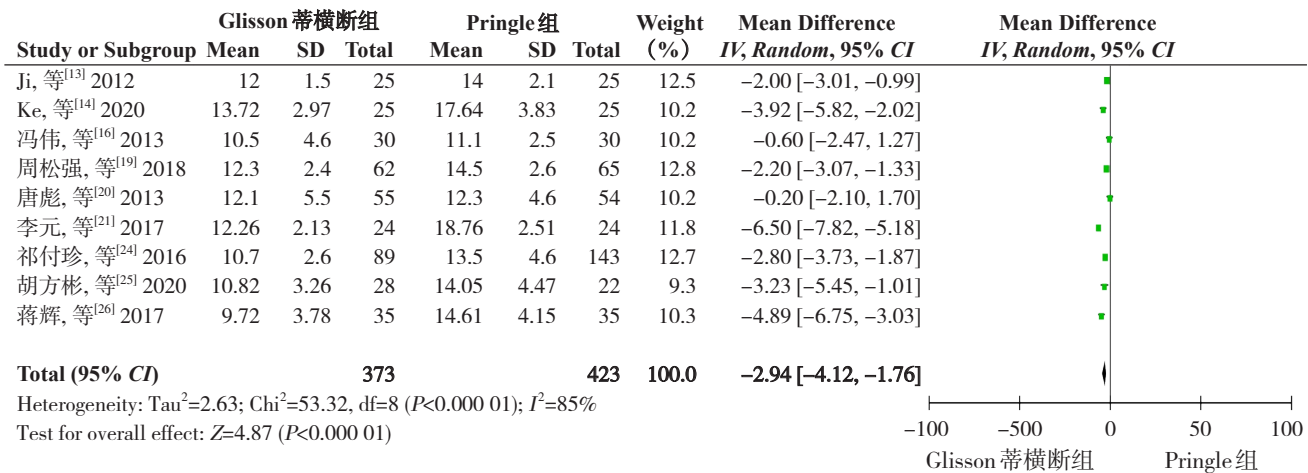 Glisson蒂横断组 Pringle组 Weight Mean Difference Mean Difference
Study or Subgroup Mean SD Total Mean SD Total （%） IV, Random, 95% CI IV, Random, 95% CI
Ji, 等[13] 2012 12 1.5 25 14 2.1 25 12.5 −2.00 [−3.01, −0.99]
Ke, 等[14] 2020 13.72 2.97 25 17.64 3.83 25 10.2 −3.92 [−5.82, −2.02]
冯伟, 等[16] 2013 10.5 4.6 30 11.1 2.5 30 10.2 −0.60 [−2.47, 1.27]
周松强, 等[19] 2018 12.3 2.4 62 14.5 2.6 65 12.8 −2.20 [−3.07, −1.33]
唐彪, 等[20] 2013 12.1 5.5 55 12.3 4.6 54 10.2 −0.20 [−2.10, 1.70]
李元, 等[21] 2017 12.26 2.13 24 18.76 2.51 24 11.8 −6.50 [−7.82, −5.18]
祁付珍, 等[24] 2016 10.7 2.6 89 13.5 4.6 143 12.7 −2.80 [−3.73, −1.87]
胡方彬, 等[25] 2020 10.82 3.26 28 14.05 4.47 22 9.3 −3.23 [−5.45, −1.01]
蒋辉, 等[26] 2017 9.72 3.78 35 14.61 4.15 35 10.3 −4.89 [−6.75, −3.03]
Total (95% CI) 373 423 100.0 −2.94 [−4.12, −1.76]
Heterogeneity: Tau²=2.63; Chi²=53.32, df=8 (P<0.000 01); I²=85%
Test for overall effect: Z=4.87 (P<0.000 01)
−100 −500 0 50 100
Glisson蒂横断组 Pringle组